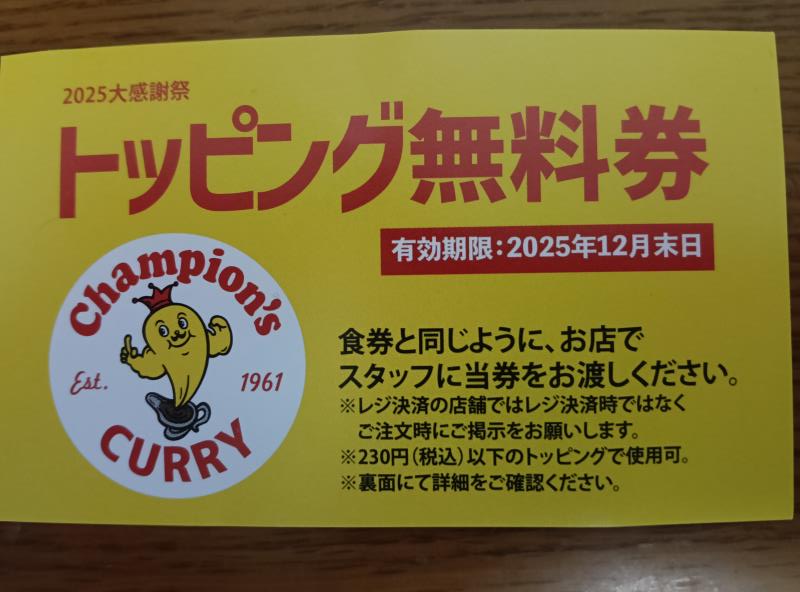 2025大感謝祭
トッピング無料券
有効期限：2025年12月末日
Champion's
Est. 1961
CURRY
食券と同じように、お店で
スタッフに当券をお渡しください。
※レジ決済の店舗ではレジ決済時ではなく
ご注文時にご掲示をお願いします。
※230円（税込）以下のトッピングで使用可。
※裏面にて詳細をご確認ください。